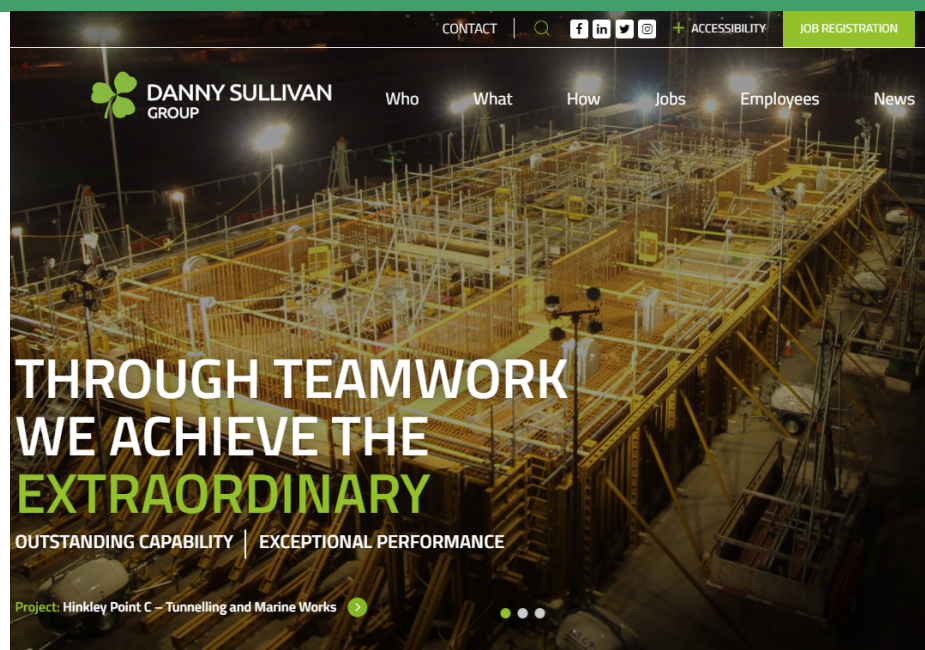 CONTACT
ACCESSIBILITY
JOB REGISTRATION
DANNY SULLIVAN
GROUP
Who What How Jobs Employees News
THROUGH TEAMWORK
WE ACHIEVE THE
EXTRAORDINARY
OUTSTANDING CAPABILITY | EXCEPTIONAL PERFORMANCE
Project: Hinkley Point C – Tunnelling and Marine Works